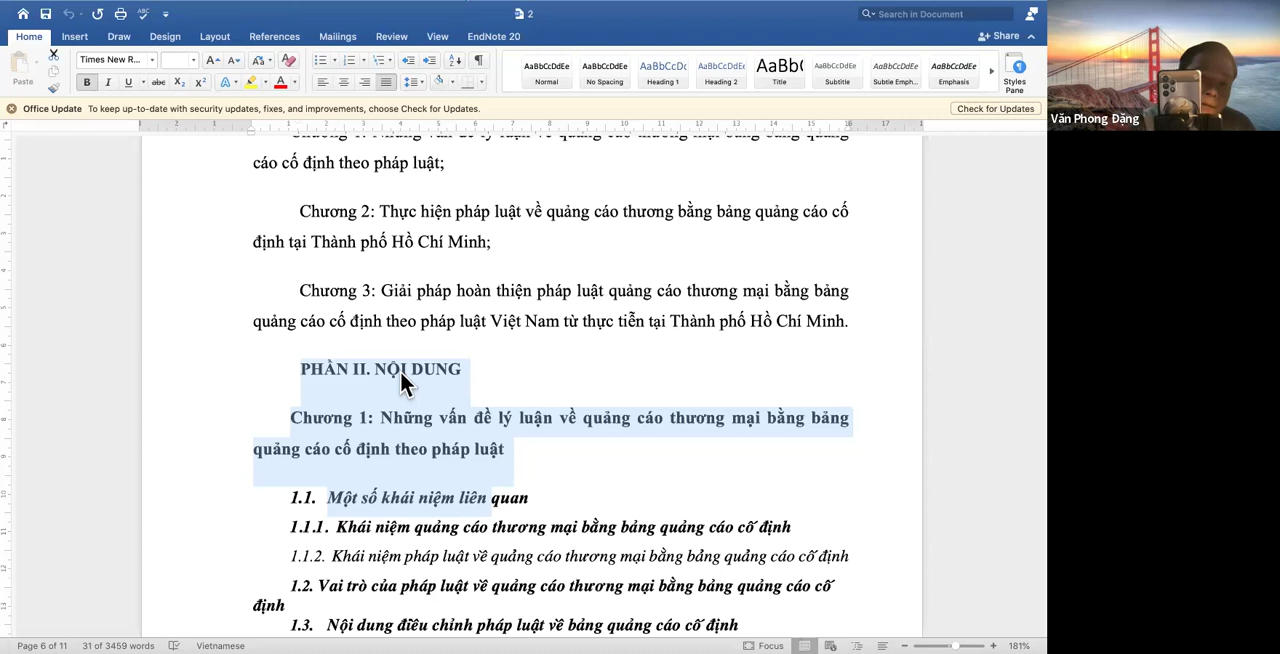 2
Search in Document
Home Insert Draw Design Layout References Mailings Review View EndNote 20
Share
Paste
Times New R...
AaBbCcDdEe AaBbCcDdEe AaBbCcDc AaBbCcDdEe AaBb( AaBbCcDdEe AaBbCcDdEe AaBbCcDdEe
Normal No Spacing Heading 1 Heading 2 Title Subtitle Subtle Emph... Emphasis
Styles
Pane
Office Update To keep up-to-date with security updates, fixes, and improvements, choose Check for Updates.
Check for Updates
Văn Phong Đặng
cáo cố định theo pháp luật;
Chương 2: Thực hiện pháp luật về quảng cáo thương bằng bảng quảng cáo cố
định tại Thành phố Hồ Chí Minh;
Chương 3: Giải pháp hoàn thiện pháp luật quảng cáo thương mại bằng bảng
quảng cáo cố định theo pháp luật Việt Nam từ thực tiễn tại Thành phố Hồ Chí Minh.
PHẦN II. NỘI DUNG
Chương 1: Những vấn đề lý luận về quảng cáo thương mại bằng bảng
quảng cáo cố định theo pháp luật
1.1. Một số khái niệm liên quan
1.1.1. Khái niệm quảng cáo thương mại bằng bảng quảng cáo cố định
1.1.2. Khái niệm pháp luật về quảng cáo thương mại bằng bảng quảng cáo cố định
1.2. Vai trò của pháp luật về quảng cáo thương mại bằng bảng quảng cáo cố
định
1.3. Nội dung điều chỉnh pháp luật về bảng quảng cáo cố định
Page 6 of 11 31 of 3459 words Vietnamese
Focus
181%